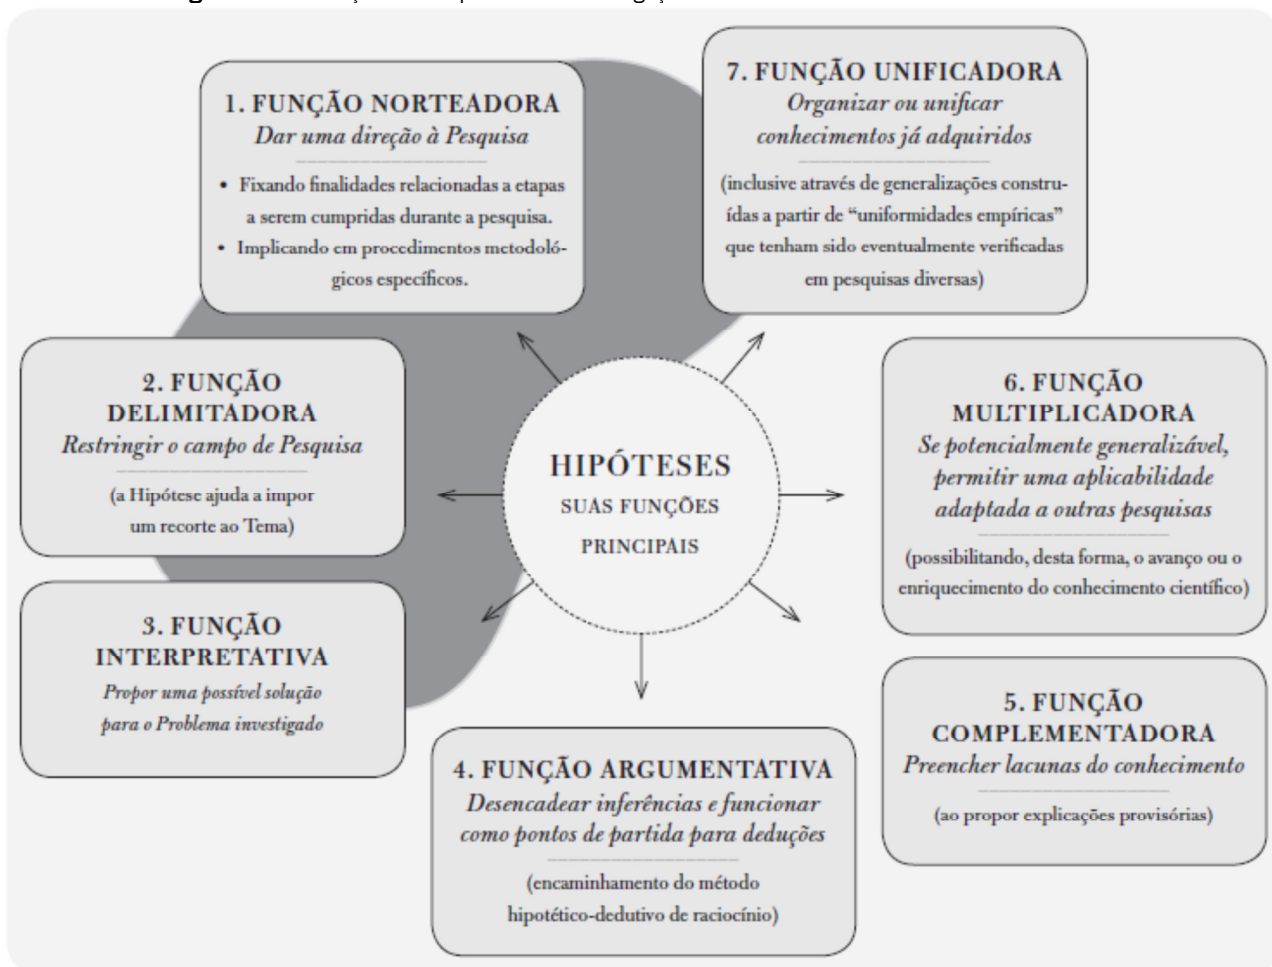 1. FUNÇÃO NORTEADORA
Dar uma direção à Pesquisa
• Fixando finalidades relacionadas a etapas
a serem cumpridas durante a pesquisa.
• Implicando em procedimentos metodoló-
gicos específicos.
2. FUNÇÃO
DELIMITADORA
Restringir o campo de Pesquisa
(a Hipótese ajuda a impor
um recorte ao Tema)
3. FUNÇÃO
INTERPRETATIVA
Propor uma possível solução
para o Problema investigado
HIPÓTESES
SUAS FUNÇÕES
PRINCIPAIS
4. FUNÇÃO ARGUMENTATIVA
Desencadear inferências e funcionar
como pontos de partida para deduções
(encaminhamento do método
hipotético-dedutivo de raciocínio)
5. FUNÇÃO
COMPLEMENTADORA
Preencher lacunas do conhecimento
(ao propor explicações provisórias)
6. FUNÇÃO
MULTIPLICADORA
Se potencialmente generalizável,
permitir uma aplicabilidade
adaptada a outras pesquisas
(possibilitando, desta forma, o avanço ou o
enriquecimento do conhecimento científico)
7. FUNÇÃO UNIFICADORA
Organizar ou unificar
conhecimentos já adquiridos
(inclusive através de generalizações constru-
ídas a partir de “uniformidades empíricas”
que tenham sido eventualmente verificadas
em pesquisas diversas)